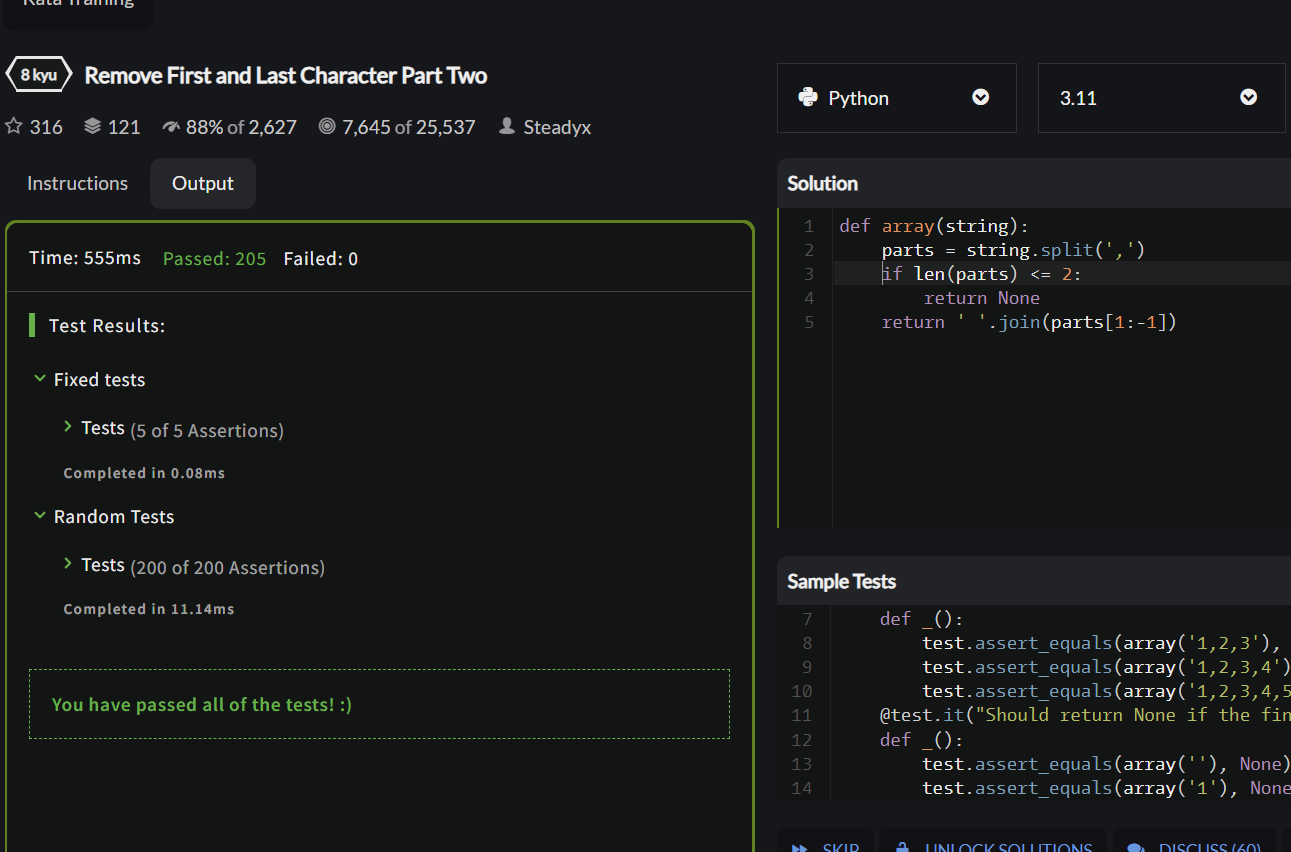 Kata Training
8 kyu
Remove First and Last Character Part Two
316 121 88% of 2,627 7,645 of 25,537 Steadyx
Instructions Output
Time: 555ms Passed: 205 Failed: 0
Test Results:
Fixed tests
Tests (5 of 5 Assertions)
Completed in 0.08ms
Random Tests
Tests (200 of 200 Assertions)
Completed in 11.14ms
You have passed all of the tests! :)
Python 3.11
Solution
1 def array(string):
2 parts = string.split(',')
3 if len(parts) <= 2:
4 return None
5 return ' '.join(parts[1:-1])
Sample Tests
7 def _():
8 test.assert_equals(array('1,2,3'),
9 test.assert_equals(array('1,2,3,4')
10 test.assert_equals(array('1,2,3,4,5
11 @test.it("Should return None if the fin
12 def _():
13 test.assert_equals(array(''), None)
14 test.assert_equals(array('1'), None
SKIP UNLOCK SOLUTIONS DISCUSS (60)